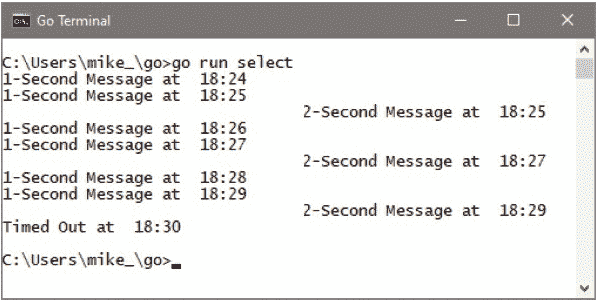 Go Terminal
C:\Users\mike_\go>go run select
1-Second Message at  18:24
1-Second Message at  18:25
2-Second Message at  18:25
1-Second Message at  18:26
1-Second Message at  18:27
2-Second Message at  18:27
1-Second Message at  18:28
1-Second Message at  18:29
2-Second Message at  18:29
Timed Out at  18:30
C:\Users\mike_\go>